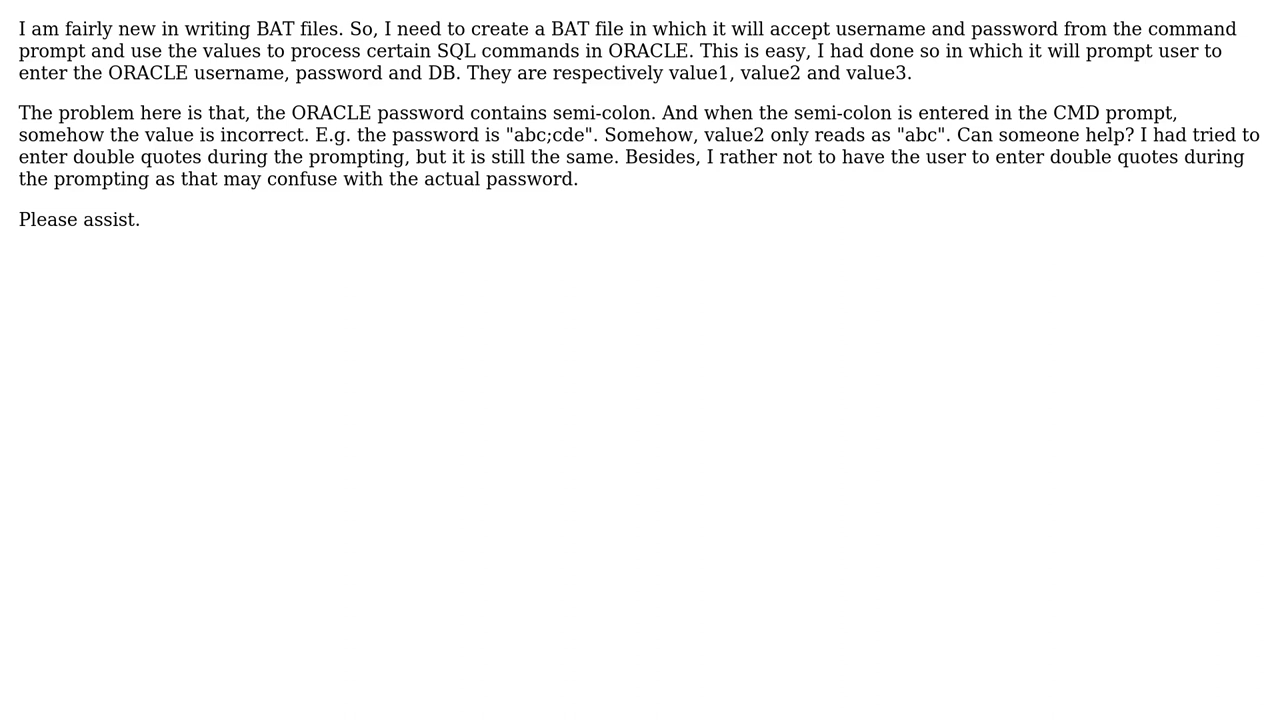 I am fairly new in writing BAT files. So, I need to create a BAT file in which it will accept username and password from the command
prompt and use the values to process certain SQL commands in ORACLE. This is easy, I had done so in which it will prompt user to
enter the ORACLE username, password and DB. They are respectively value1, value2 and value3.
The problem here is that, the ORACLE password contains semi-colon. And when the semi-colon is entered in the CMD prompt,
somehow the value is incorrect. E.g. the password is "abc;cde". Somehow, value2 only reads as "abc". Can someone help? I had tried to
enter double quotes during the prompting, but it is still the same. Besides, I rather not to have the user to enter double quotes during
the prompting as that may confuse with the actual password.
Please assist.